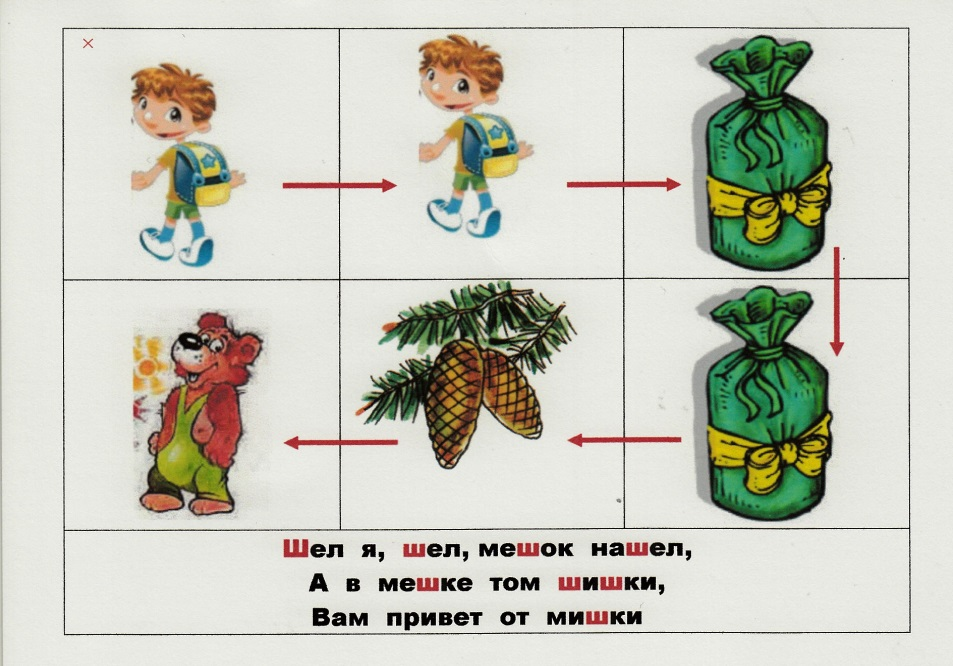 Шел я, шел, мешок нашел,
А в мешке том шишки,
Вам привет от мишки